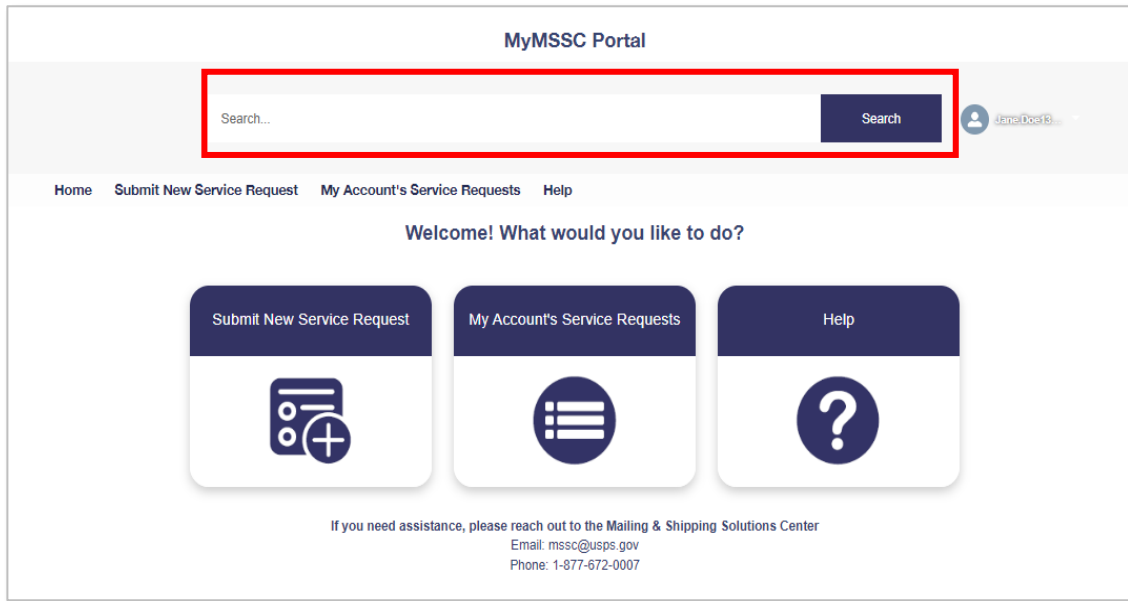 MyMSSC Portal
Search...
Search
Jane.Doe13...
Home Submit New Service Request My Account's Service Requests Help
Welcome! What would you like to do?
Submit New Service Request
My Account's Service Requests
Help
If you need assistance, please reach out to the Mailing & Shipping Solutions Center
Email: mssc@usps.gov
Phone: 1-877-672-0007